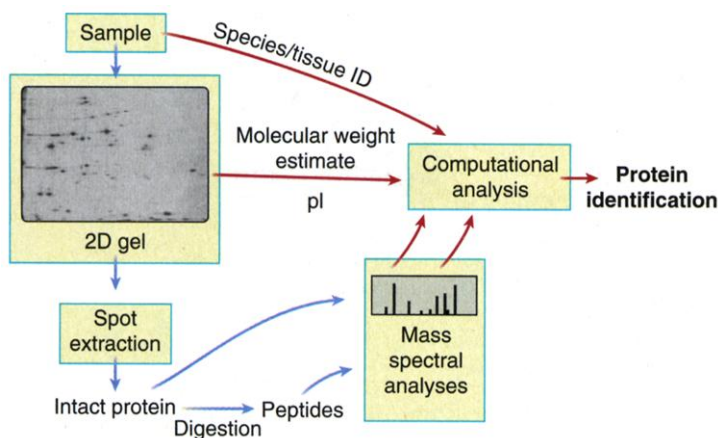 Sample
Species/tissue ID
Molecular weight
estimate
pI
Computational
analysis
Protein
identification
2D gel
Spot
extraction
Mass
spectral
analyses
Intact protein
Digestion
Peptides